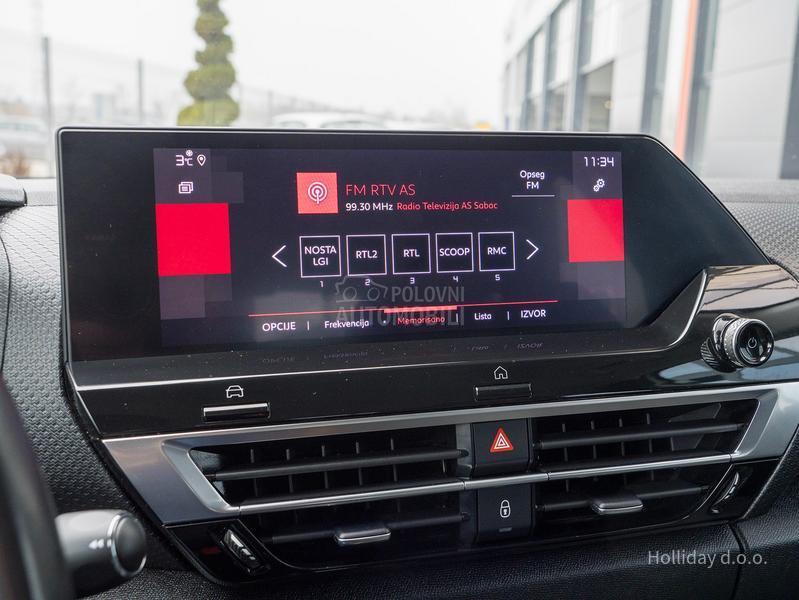 3°C
11:34
Opseg
FM
FM RTV AS
99.30 MHz Radio Televizija AS Sabac
NOSTA
LGI
RTL2
RTL
SCOOP
RMC
1 2 3 4 5
POLOVNI
AUTOMOBILI
OPCIJE | Frekvencija Memorisano Lista | IZVOR
Holliday d.o.o.